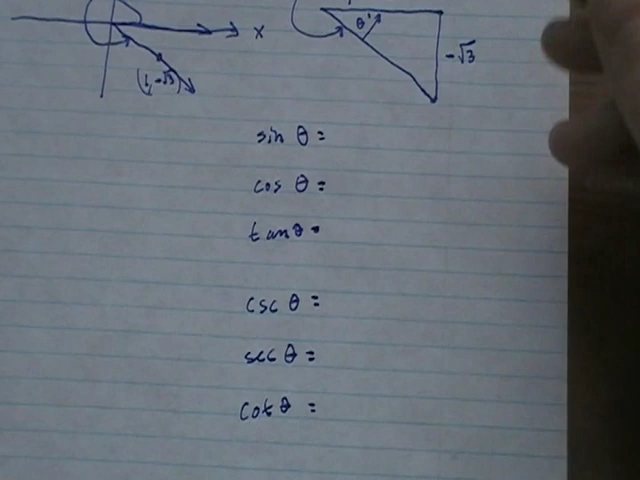 x
θ'
-√3
(1, -√3)
sin θ =
cos θ =
tan θ =
csc θ =
sec θ =
cot θ =